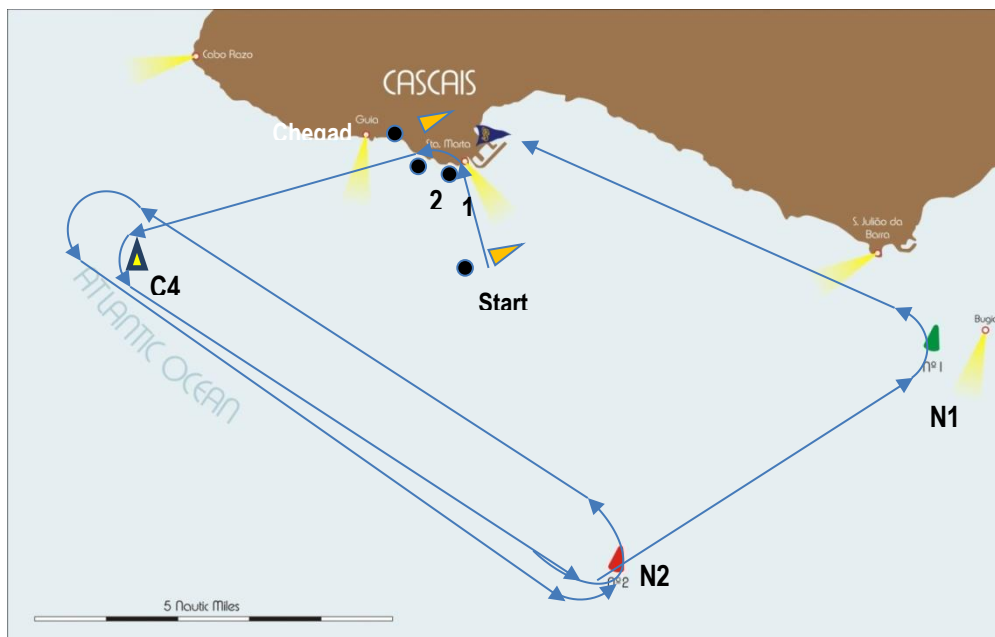 Cabo Razo
CASCAIS
Guia
Chegad
Sta. Marta
2
1
S. Julião da
Barra
C4
Start
ATLANTIC OCEAN
Bugio
Nº1
N1
Nº2
N2
5 Nautic Miles